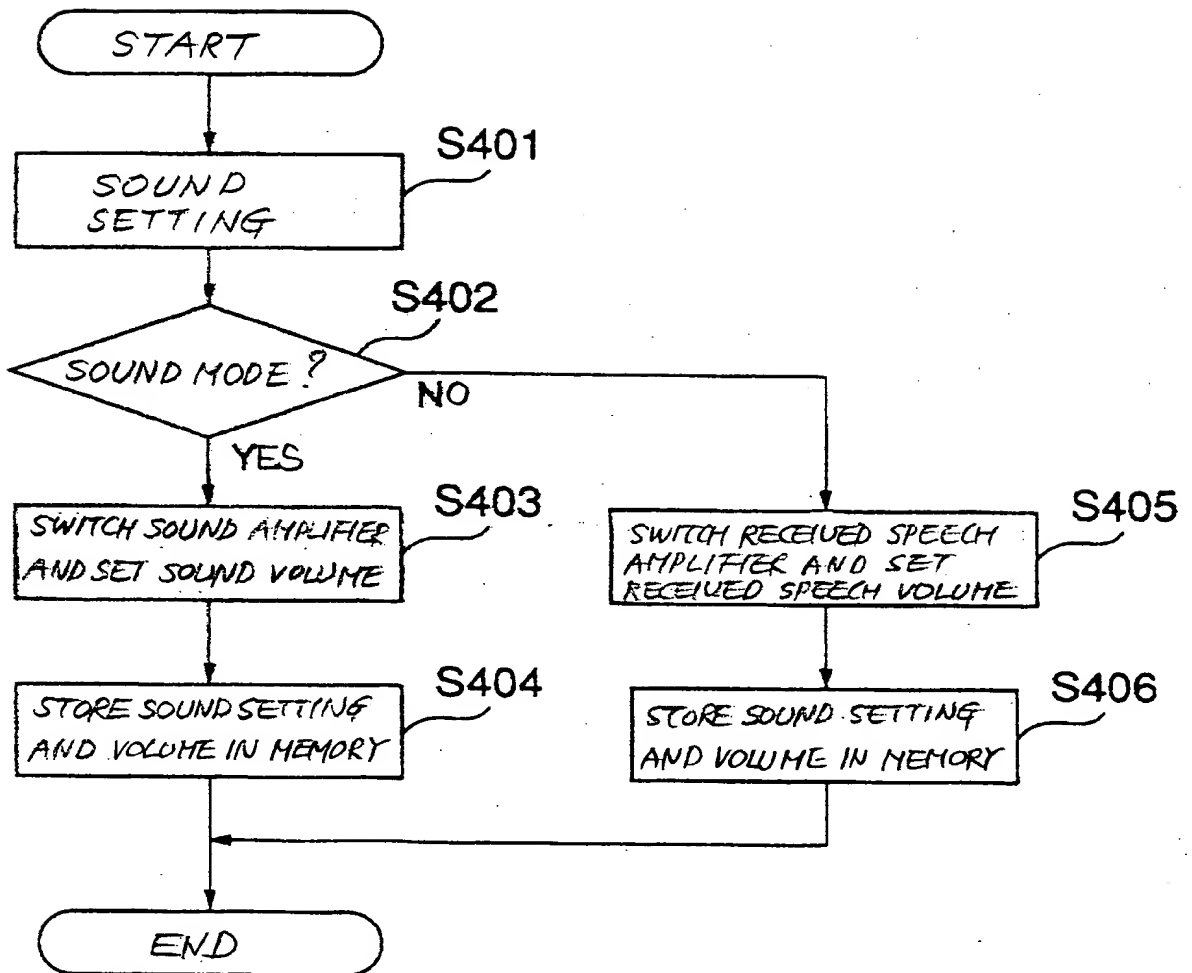 START
S401
SOUND
SETTING
S402
SOUND MODE?
NO
YES
S403
SWITCH SOUND AMPLIFIER
AND SET SOUND VOLUME
S405
SWITCH RECEIVED SPEECH
AMPLIFIER AND SET
RECEIVED SPEECH VOLUME
S404
STORE SOUND SETTING
AND VOLUME IN MEMORY
S406
STORE SOUND SETTING
AND VOLUME IN MEMORY
END